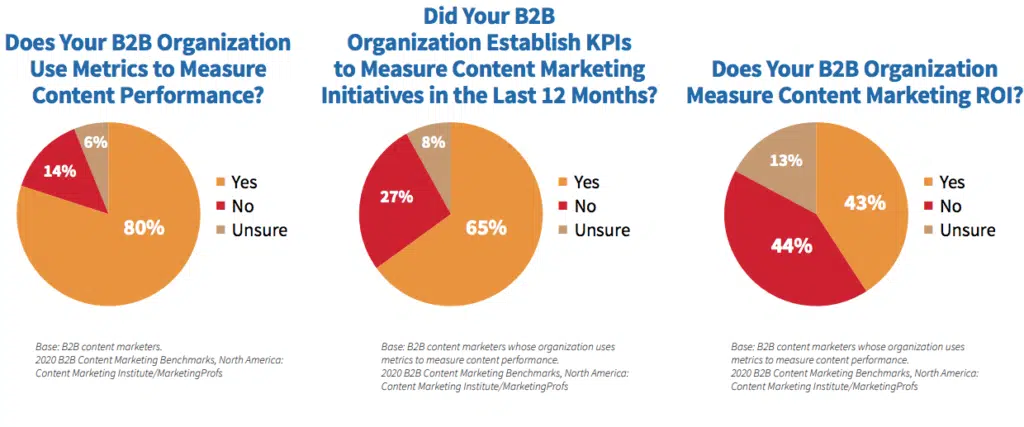 Does Your B2B Organization
Use Metrics to Measure
Content Performance?
6%
14%
80%
Yes
No
Unsure
Base: B2B content marketers.
2020 B2B Content Marketing Benchmarks, North America:
Content Marketing Institute/MarketingProfs
Did Your B2B
Organization Establish KPIs
to Measure Content Marketing
Initiatives in the Last 12 Months?
8%
27%
65%
Yes
No
Unsure
Base: B2B content marketers whose organization uses
metrics to measure content performance.
2020 B2B Content Marketing Benchmarks, North America:
Content Marketing Institute/MarketingProfs
Does Your B2B Organization
Measure Content Marketing ROI?
13%
43%
44%
Yes
No
Unsure
Base: B2B content marketers whose organization uses
metrics to measure content performance.
2020 B2B Content Marketing Benchmarks, North America:
Content Marketing Institute/MarketingProfs